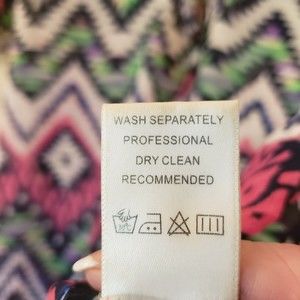 WASH SEPARATELY
PROFESSIONAL
DRY CLEAN
RECOMMENDED